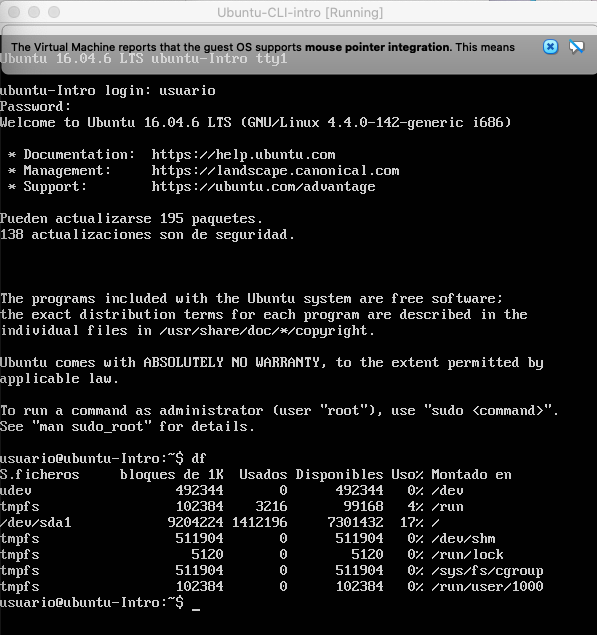 Ubuntu-CLI-intro [Running]
The Virtual Machine reports that the guest OS supports mouse pointer integration. This means
Ubuntu 16.04.6 LTS ubuntu-Intro tty1
ubuntu-Intro login: usuario
Password:
Welcome to Ubuntu 16.04.6 LTS (GNU/Linux 4.4.0-142-generic i686)
* Documentation:  https://help.ubuntu.com
* Management:     https://landscape.canonical.com
* Support:        https://ubuntu.com/advantage
Pueden actualizarse 195 paquetes.
138 actualizaciones son de seguridad.
The programs included with the Ubuntu system are free software;
the exact distribution terms for each program are described in the
individual files in /usr/share/doc/*/copyright.
Ubuntu comes with ABSOLUTELY NO WARRANTY, to the extent permitted by
applicable law.
To run a command as administrator (user "root"), use "sudo <command>".
See "man sudo_root" for details.
usuario@ubuntu-Intro:~$ df
S.ficheros     bloques de 1K  Usados Disponibles Uso% Montado en
udev                  492344       0      492344   0% /dev
tmpfs                 102384    3216       99168   4% /run
/dev/sda1            9204224 1412196     7301432  17% /
tmpfs                 511904       0      511904   0% /dev/shm
tmpfs                   5120       0        5120   0% /run/lock
tmpfs                 511904       0      511904   0% /sys/fs/cgroup
tmpfs                 102384       0      102384   0% /run/user/1000
usuario@ubuntu-Intro:~$ _